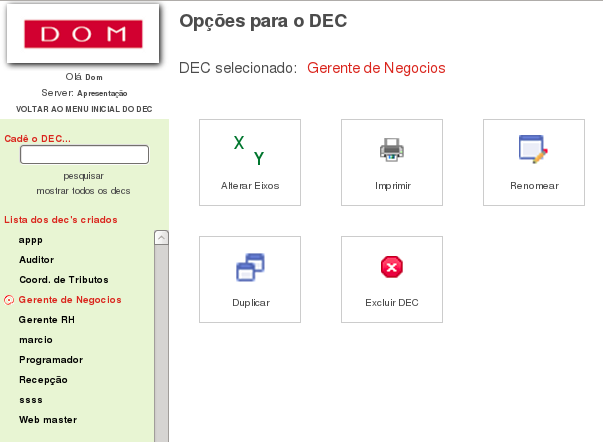 DOM
Olá Dom
Server: Apresentação
VOLTAR AO MENU INICIAL DO DEC
Cadê o DEC...
pesquisar
mostrar todos os decs
Lista dos dec's criados
appp
Auditor
Coord. de Tributos
Gerente de Negocios
Gerente RH
marcio
Programador
Recepção
ssss
Web master
Opções para o DEC
DEC selecionado: Gerente de Negocios
X
Y
Alterar Eixos
Imprimir
Renomear
Duplicar
Excluir DEC